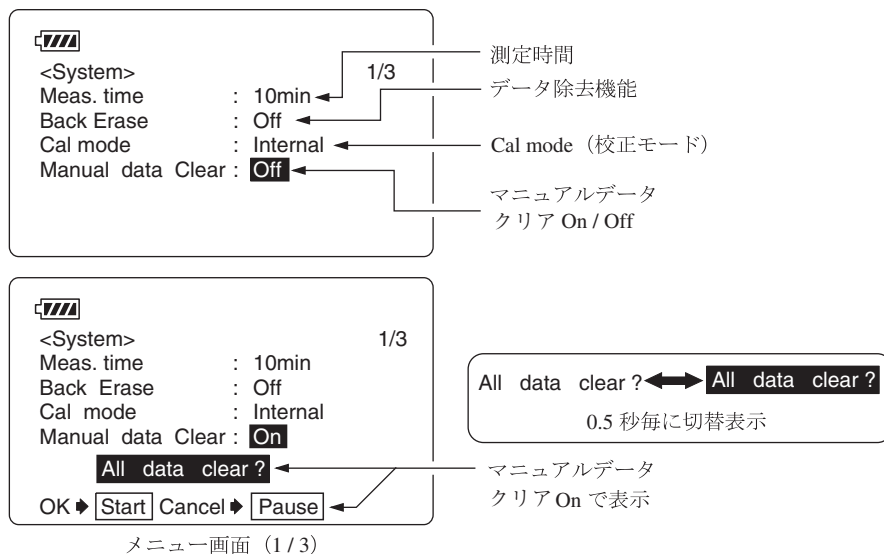 <System> 1/3
Meas. time : 10min
Back Erase : Off
Cal mode : Internal
Manual data Clear : Off
測定時間
データ除去機能
Cal mode（校正モード）
マニュアルデータ
クリア On / Off
<System> 1/3
Meas. time : 10min
Back Erase : Off
Cal mode : Internal
Manual data Clear : On
All data clear ?
OK Start Cancel Pause
All data clear ? All data clear ?
0.5 秒毎に切替表示
マニュアルデータ
クリア On で表示
メニュー画面（1 / 3）